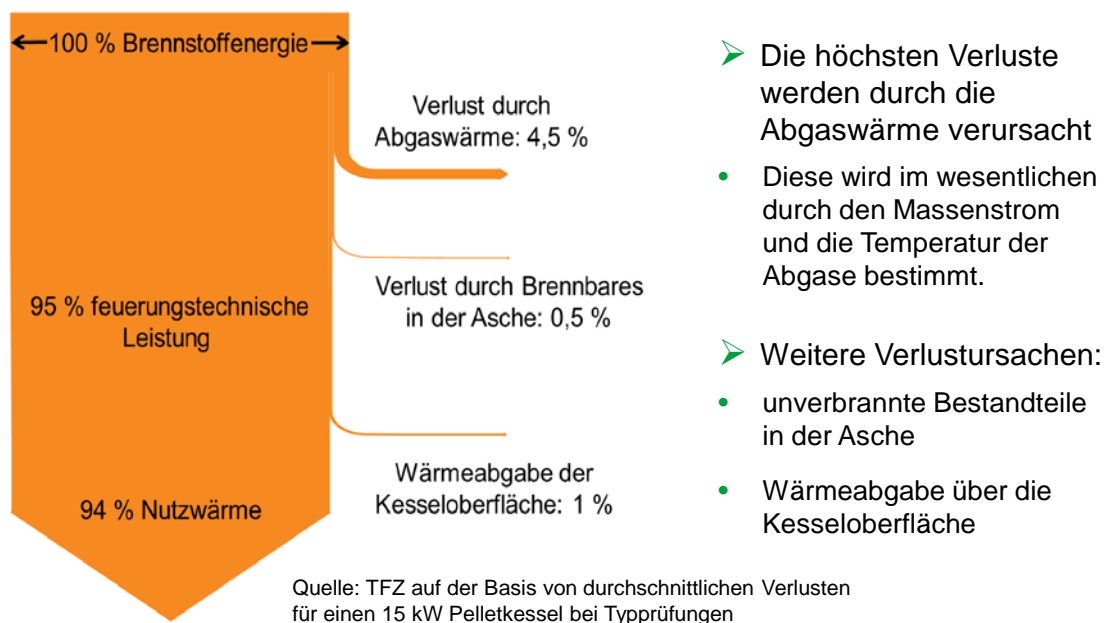 100 % Brennstoffenergie
Verlust durch
Abgaswärme: 4,5 %
95 % feuerungstechnische
Leistung
Verlust durch Brennbares
in der Asche: 0,5 %
Wärmeabgabe der
Kesseloberfläche: 1 %
94 % Nutzwärme
Die höchsten Verluste
werden durch die
Abgaswärme verursacht
Diese wird im wesentlichen
durch den Massenstrom
und die Temperatur der
Abgase bestimmt.
Weitere Verlustursachen:
unverbrannte Bestandteile
in der Asche
Wärmeabgabe über die
Kesseloberfläche
Quelle: TFZ auf der Basis von durchschnittlichen Verlusten
für einen 15 kW Pelletkessel bei Typprüfungen